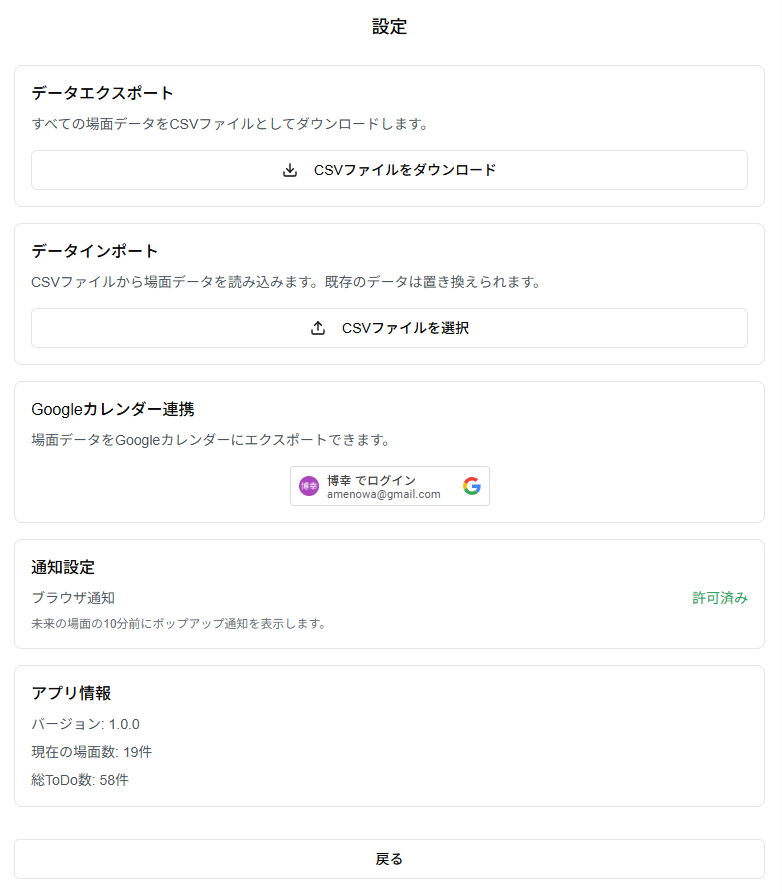 設定
データエクスポート
すべての場面データをCSVファイルとしてダウンロードします。
CSVファイルをダウンロード
データインポート
CSVファイルから場面データを読み込みます。既存のデータは置き換えられます。
CSVファイルを選択
Googleカレンダー連携
場面データをGoogleカレンダーにエクスポートできます。
博幸
博幸 でログイン
amenowa@gmail.com
通知設定
ブラウザ通知
許可済み
未来の場面の10分前にポップアップ通知を表示します。
アプリ情報
バージョン: 1.0.0
現在の場面数: 19件
総ToDo数: 58件
戻る